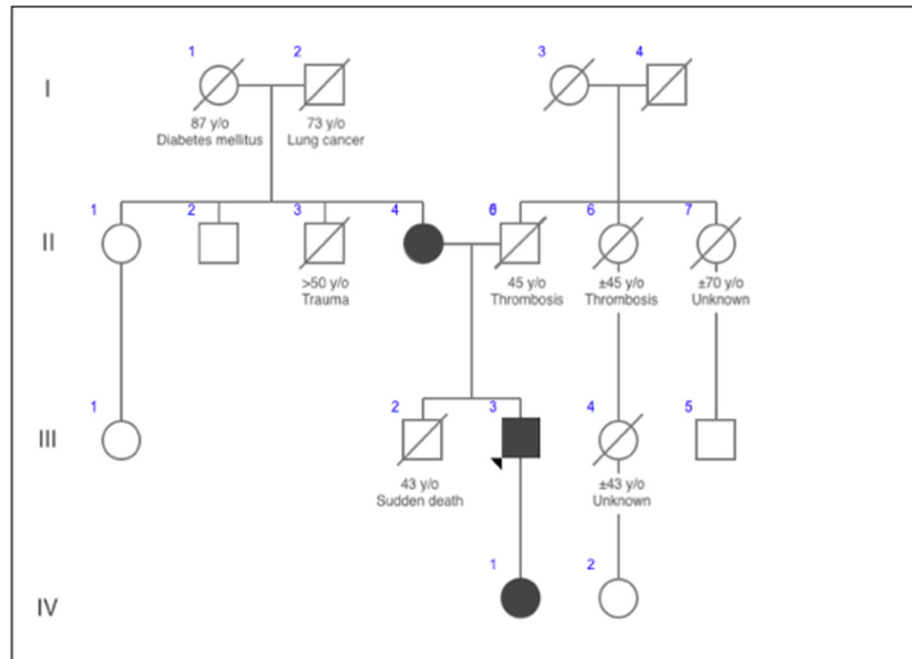 1 2 3 4
I
87 y/o 73 y/o
Diabetes mellitus Lung cancer
1 2 3 4 6 7
II
>50 y/o 45 y/o ±45 y/o ±70 y/o
Trauma Thrombosis Thrombosis Unknown
1 2 3 4 5
III
43 y/o ±43 y/o
Sudden death Unknown
1 2
IV